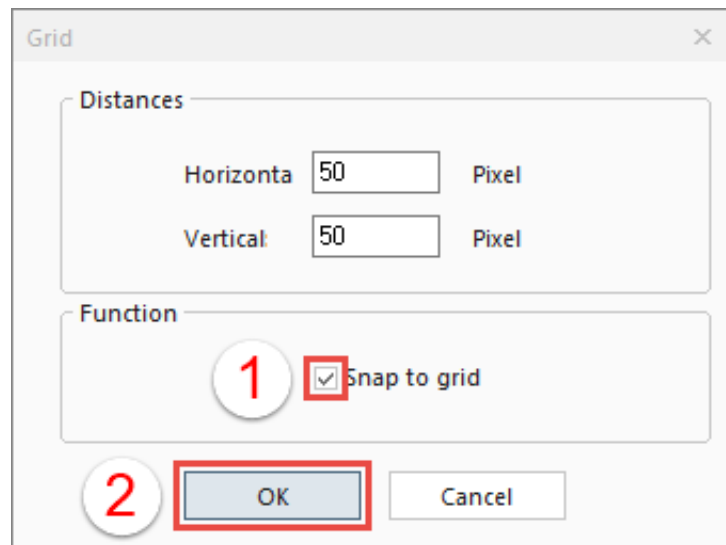 Grid
Distances
Horizonta 50 Pixel
Vertical: 50 Pixel
Function
1 Snap to grid
2 OK Cancel